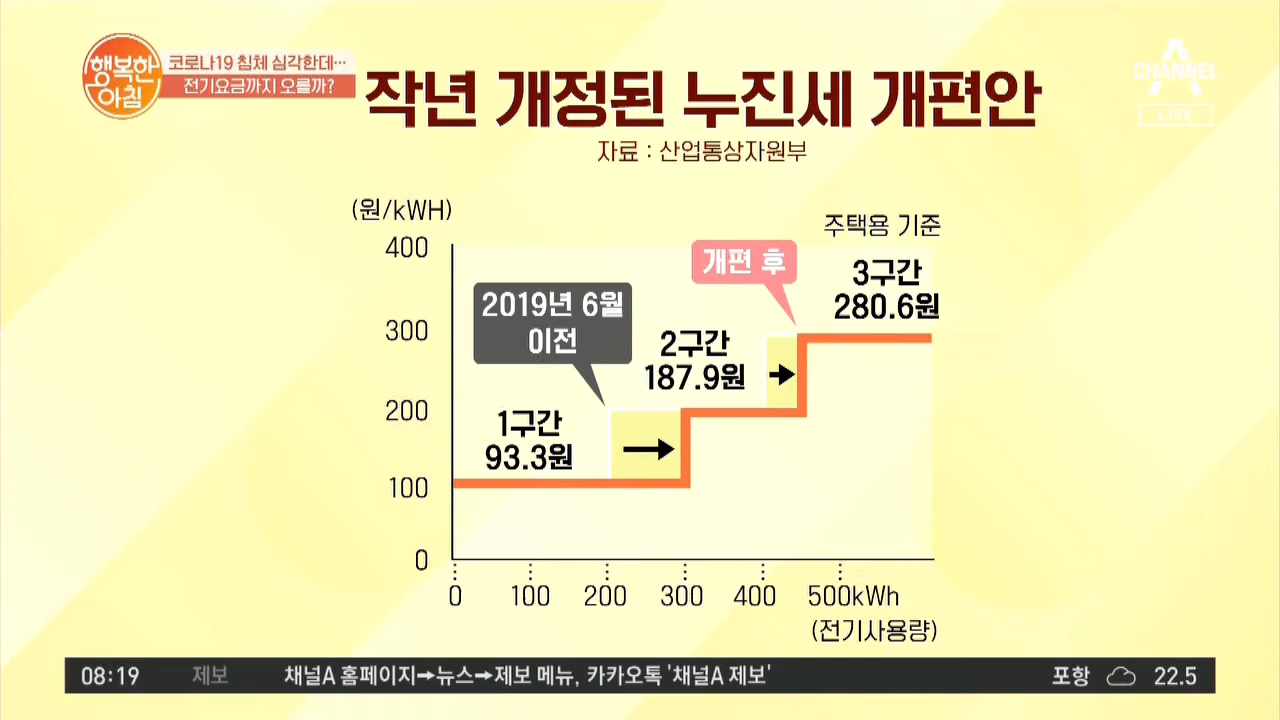 행복한
아침
코로나19 침체 심각한데…
전기요금까지 오를까?
작년 개정된 누진세 개편안
자료 : 산업통상자원부
CHANNEL
LIVE
(원/kWH)
주택용 기준
400
300
200
100
0
개편 후
3구간
280.6원
2019년 6월
이전
2구간
187.9원
1구간
93.3원
0 100 200 300 400 500kWh
(전기사용량)
08:19 제보 채널A 홈페이지→뉴스→제보 메뉴, 카카오톡 '채널A 제보' 포항 22.5